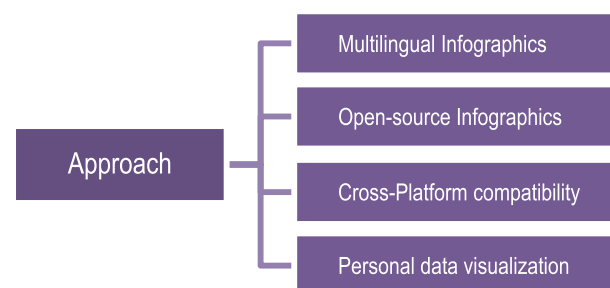 Approach
Multilingual Infographics
Open-source Infographics
Cross-Platform compatibility
Personal data visualization